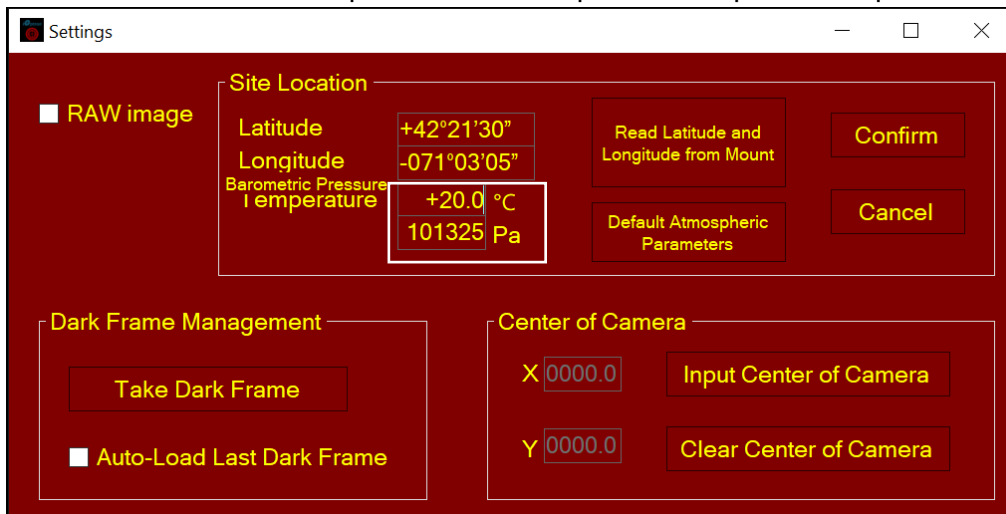 Settings
RAW image
Site Location
Latitude +42°21'30"
Longitude -071°03'05"
Barometric Pressure
Temperature +20.0 °C
101325 Pa
Read Latitude and
Longitude from Mount
Default Atmospheric
Parameters
Confirm
Cancel
Dark Frame Management
Take Dark Frame
Auto-Load Last Dark Frame
Center of Camera
X 0000.0 Input Center of Camera
Y 0000.0 Clear Center of Camera